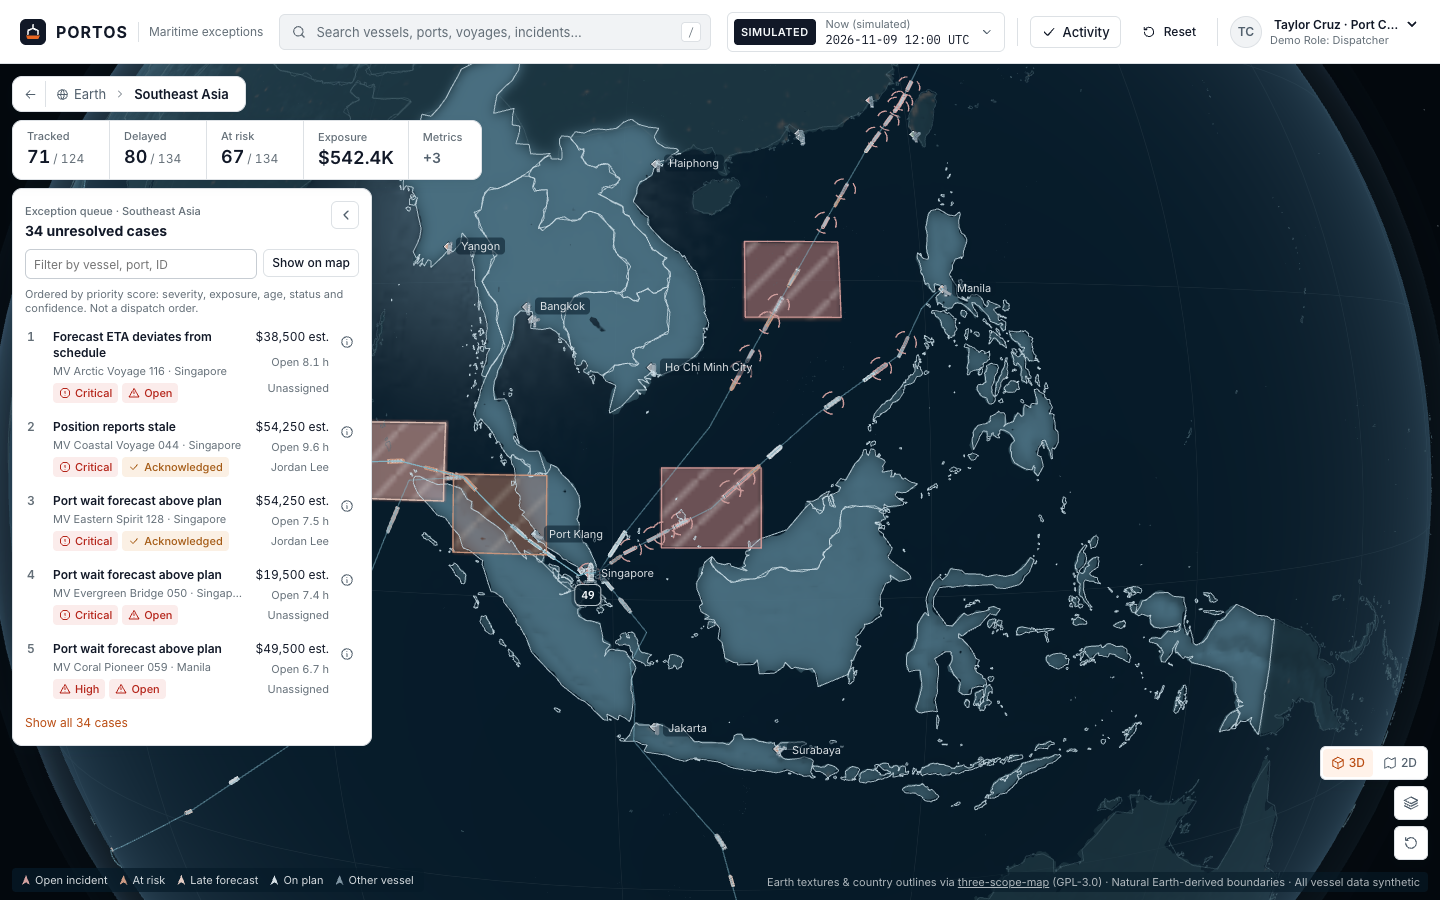 PORTOS
Maritime exceptions
Search vessels, ports, voyages, incidents...
/
SIMULATED
Now (simulated)
2026-11-09 12:00 UTC
Activity
Reset
TC
Taylor Cruz · Port C...
Demo Role: Dispatcher
Earth
Southeast Asia
Tracked
71 / 124
Delayed
80 / 134
At risk
67 / 134
Exposure
$542.4K
Metrics
+3
Exception queue · Southeast Asia
34 unresolved cases
Filter by vessel, port, ID
Show on map
Ordered by priority score: severity, exposure, age, status and
confidence. Not a dispatch order.
1
Forecast ETA deviates from
schedule
MV Arctic Voyage 116 · Singapore
Critical
Open
$38,500 est.
Open 8.1 h
Unassigned
2
Position reports stale
MV Coastal Voyage 044 · Singapore
Critical
Acknowledged
$54,250 est.
Open 9.6 h
Jordan Lee
3
Port wait forecast above plan
MV Eastern Spirit 128 · Singapore
Critical
Acknowledged
$54,250 est.
Open 7.5 h
Jordan Lee
4
Port wait forecast above plan
MV Evergreen Bridge 050 · Singap...
Critical
Open
$19,500 est.
Open 7.4 h
Unassigned
5
Port wait forecast above plan
MV Coral Pioneer 059 · Manila
High
Open
$49,500 est.
Open 6.7 h
Unassigned
Show all 34 cases
Haiphong
Yangon
Bangkok
Manila
Ho Chi Minh City
Port Klang
Singapore
49
Jakarta
Surabaya
3D
2D
Open incident
At risk
Late forecast
On plan
Other vessel
Earth textures & country outlines via three-scope-map (GPL-3.0) · Natural Earth-derived boundaries · All vessel data synthetic